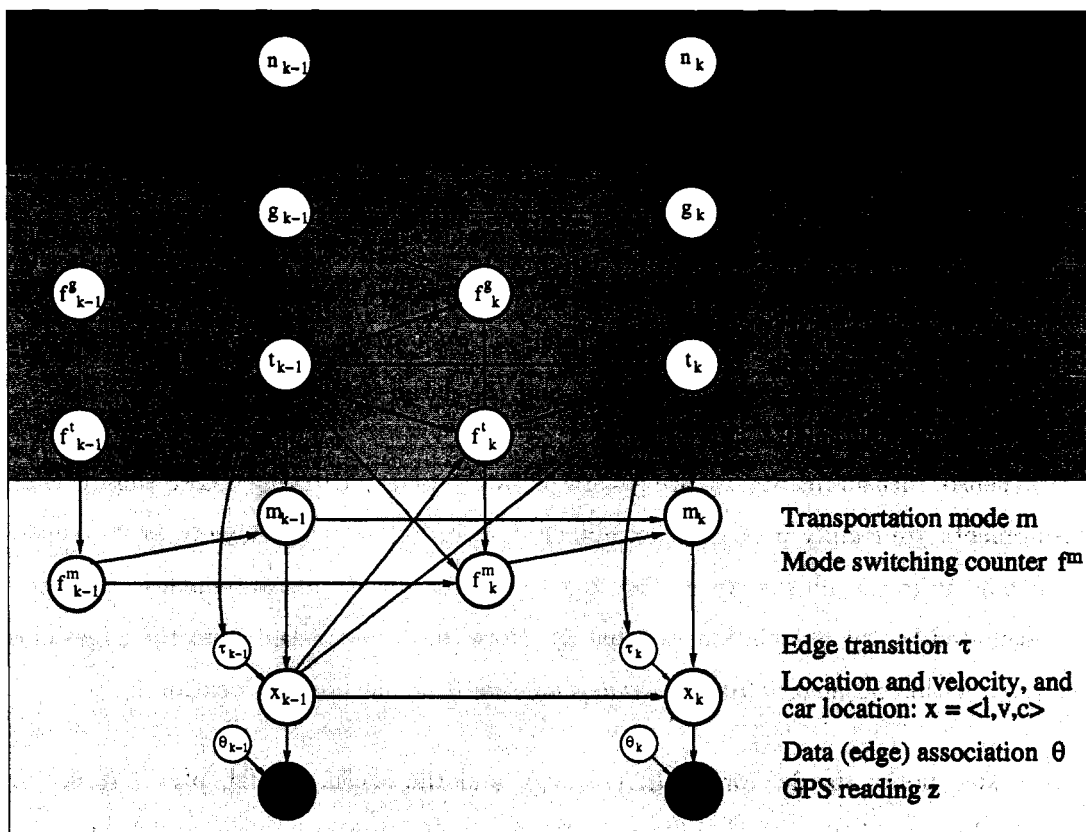 n k−1
n k
g k−1
g k
f g k−1
f g k
t k−1
t k
f t k−1
f t k
m k−1
m k
Transportation mode m
f m k−1
f m k
Mode switching counter f m
τ k−1
τ k
Edge transition τ
x k−1
x k
Location and velocity, and
car location: x = <l,v,c>
θ k−1
θ k
Data (edge) association θ
GPS reading z